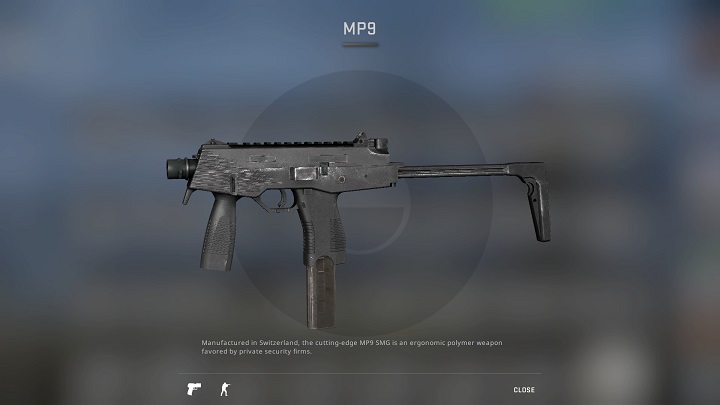 MP9
Manufactured in Switzerland, the cutting-edge MP9 SMG is an ergonomic polymer weapon
favored by private security firms.
CLOSE